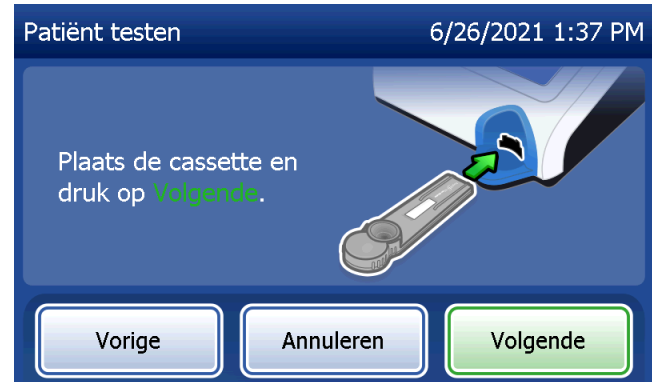 Patiënt testen 6/26/2021 1:37 PM
Plaats de cassette en
druk op Volgende.
Vorige Annuleren Volgende